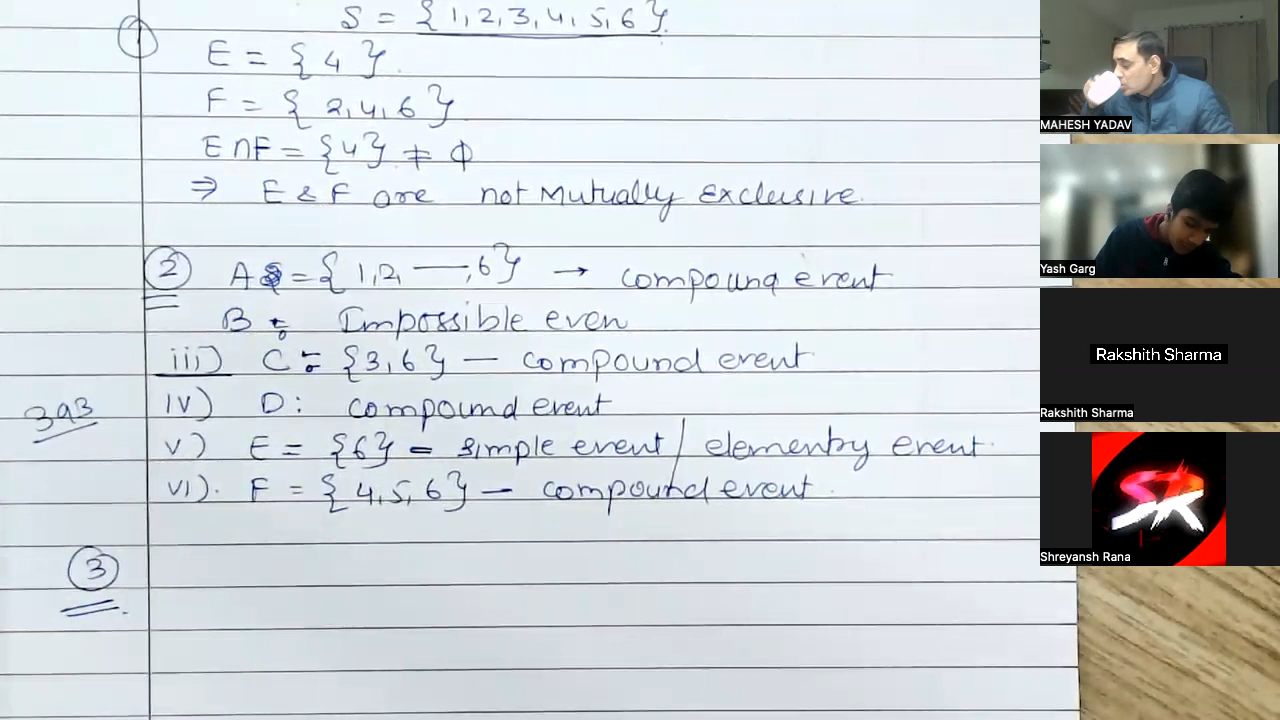 S = {1, 2, 3, 4, 5, 6}.
1
E = {4}.
F = {2, 4, 6}
E∩F = {4} ≠ ϕ
⇒ E & F are not Mutually Exclusive.
2 A = {1, 2, —, 6} → compound event
B : Impossible even
iii) C : {3, 6} — compound event
393
iv) D : compound event
v) E = {6} = simple event / elementry event.
vi). F = {4, 5, 6} — compound event.
3
MAHESH YADAV
Yash Garg
Rakshith Sharma
Rakshith Sharma
SR
Shreyansh Rana